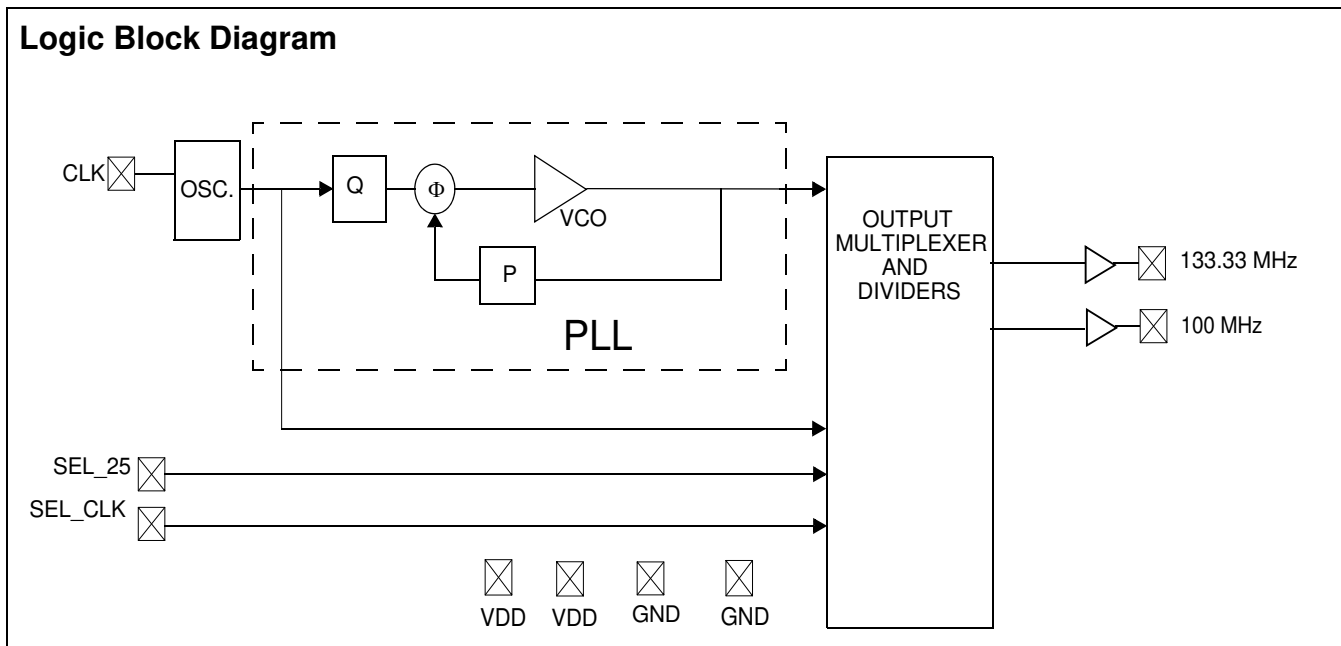 Logic Block Diagram
CLK
OSC.
Q
Φ
VCO
P
PLL
OUTPUT
MULTIPLEXER
AND
DIVIDERS
133.33 MHz
100 MHz
SEL_25
SEL_CLK
VDD
VDD
GND
GND